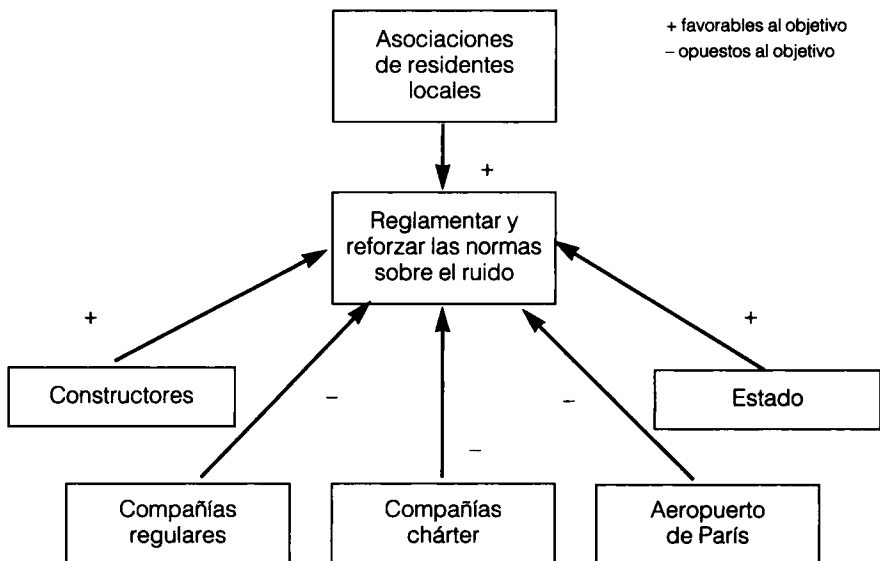 Asociaciones
de residentes
locales
+ favorables al objetivo
– opuestos al objetivo
+
Reglamentar y
reforzar las normas
sobre el ruido
+
+
Constructores
–
–
Estado
–
Compañías
regulares
Compañías
chárter
Aeropuerto
de París